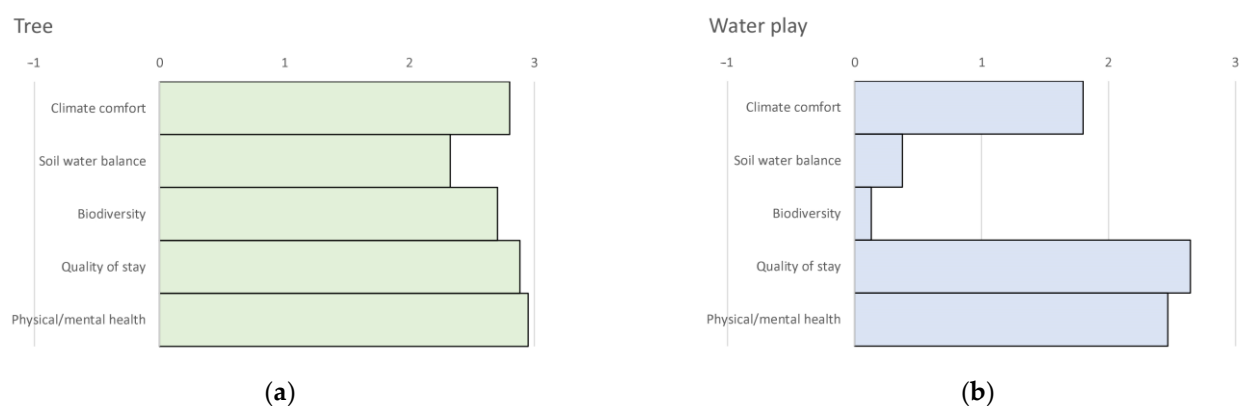 Tree
-1 0 1 2 3
Climate comfort
Soil water balance
Biodiversity
Quality of stay
Physical/mental health
(a)
Water play
-1 0 1 2 3
Climate comfort
Soil water balance
Biodiversity
Quality of stay
Physical/mental health
(b)